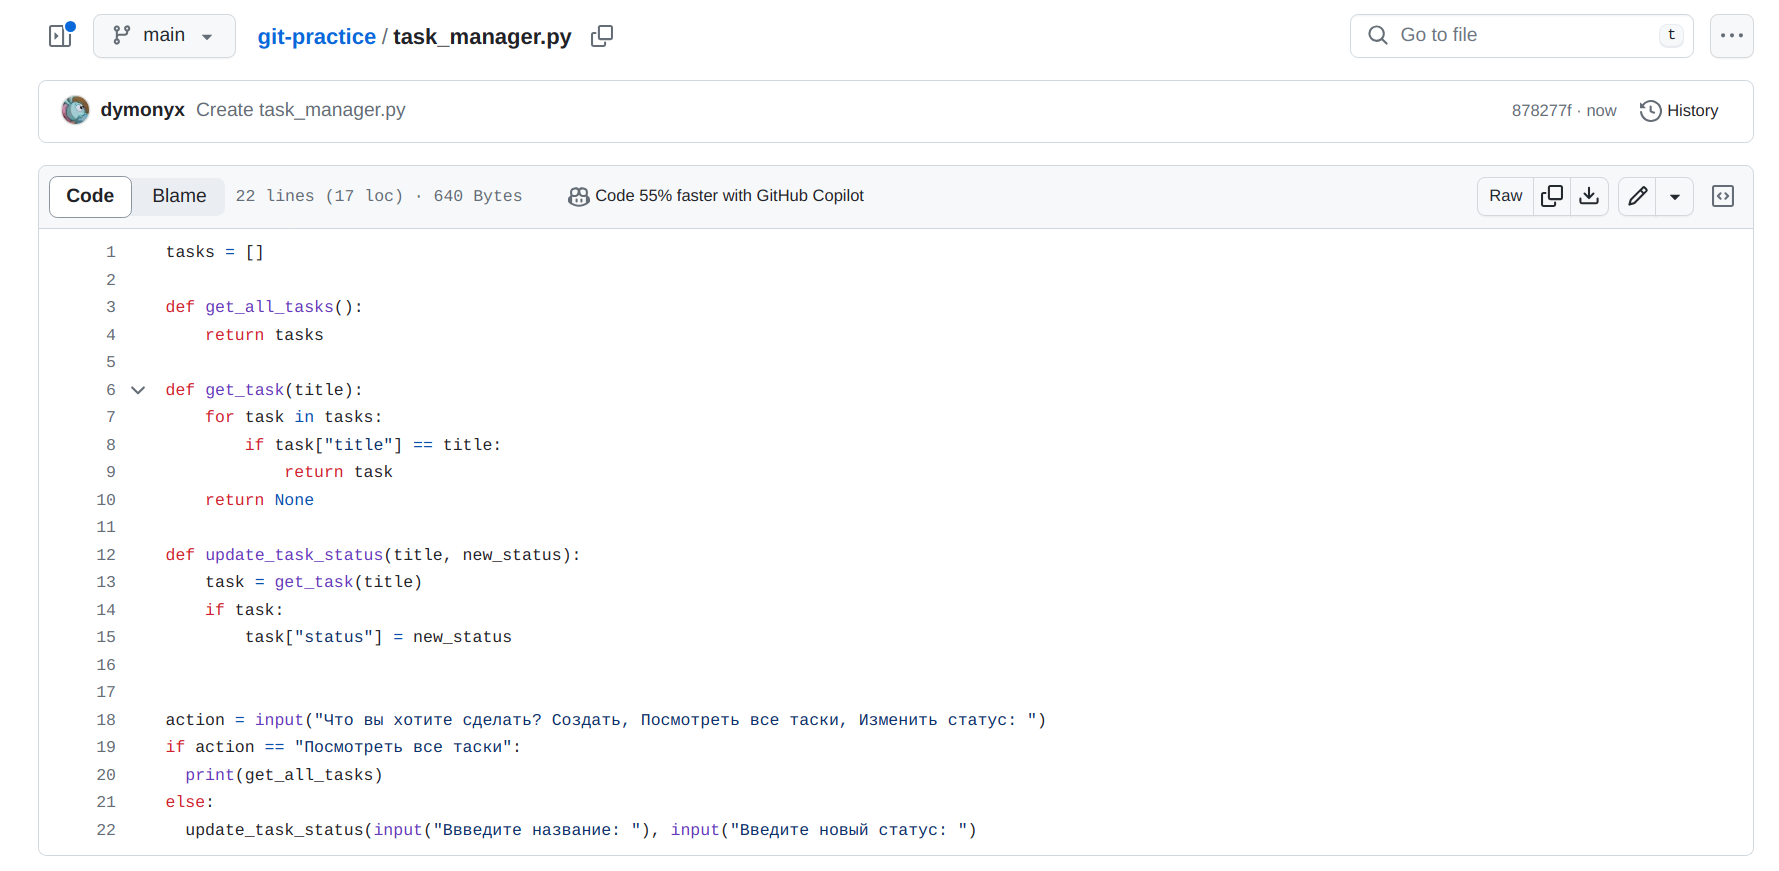 main
git-practice / task_manager.py
Go to file
t
dymonyx Create task_manager.py
878277f · now
History
Code
Blame
22 lines (17 loc) · 640 Bytes
Code 55% faster with GitHub Copilot
Raw
1 tasks = []
2
3 def get_all_tasks():
4     return tasks
5
6 def get_task(title):
7     for task in tasks:
8         if task["title"] == title:
9             return task
10     return None
11
12 def update_task_status(title, new_status):
13     task = get_task(title)
14     if task:
15         task["status"] = new_status
16
17
18 action = input("Что вы хотите сделать? Создать, Посмотреть все таски, Изменить статус: ")
19 if action == "Посмотреть все таски":
20   print(get_all_tasks)
21 else:
22   update_task_status(input("Ввведите название: "), input("Введите новый статус: ")